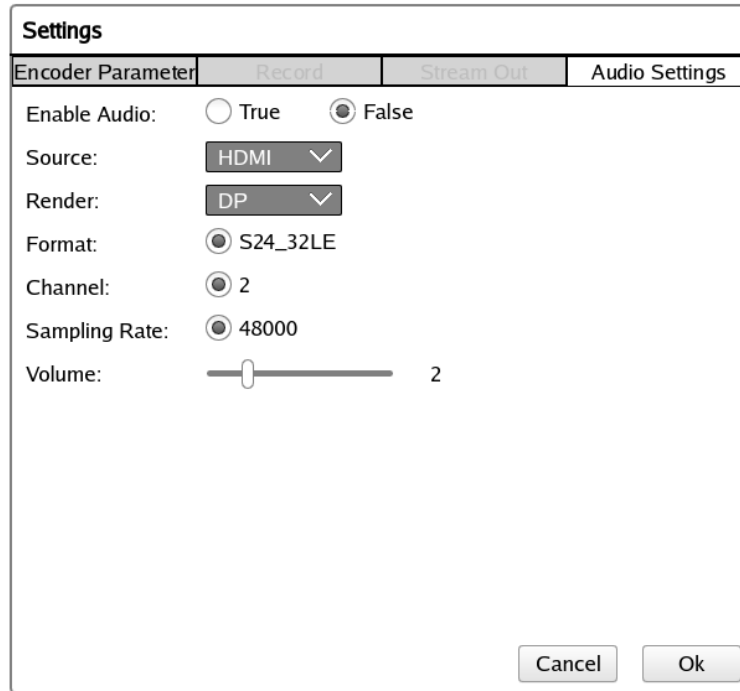 Settings
Encoder Parameter Record Stream Out Audio Settings
Enable Audio: True False
Source: HDMI
Render: DP
Format: S24_32LE
Channel: 2
Sampling Rate: 48000
Volume: 2
Cancel Ok